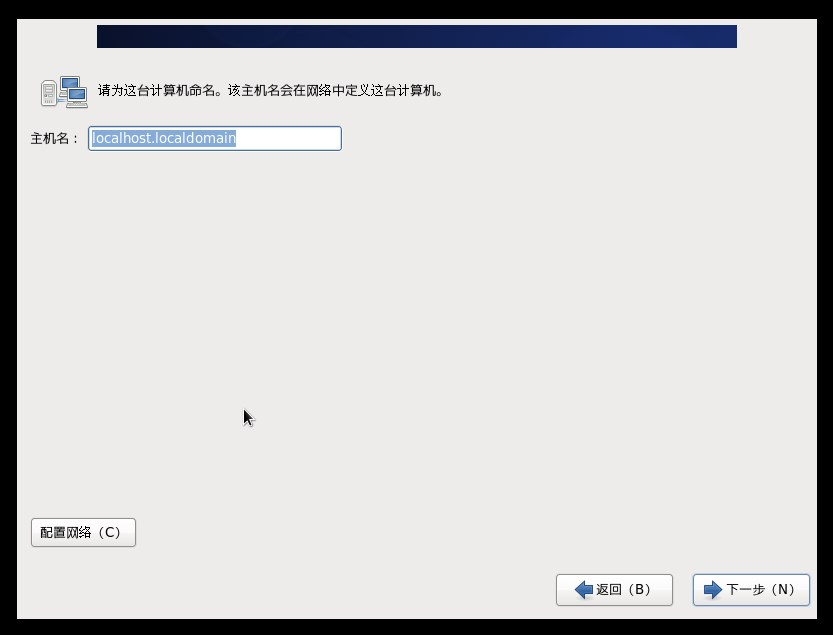 请为这台计算机命名。该主机名会在网络中定义这台计算机。
主机名： localhost.localdomain
配置网络（C）
返回（B） 下一步（N）